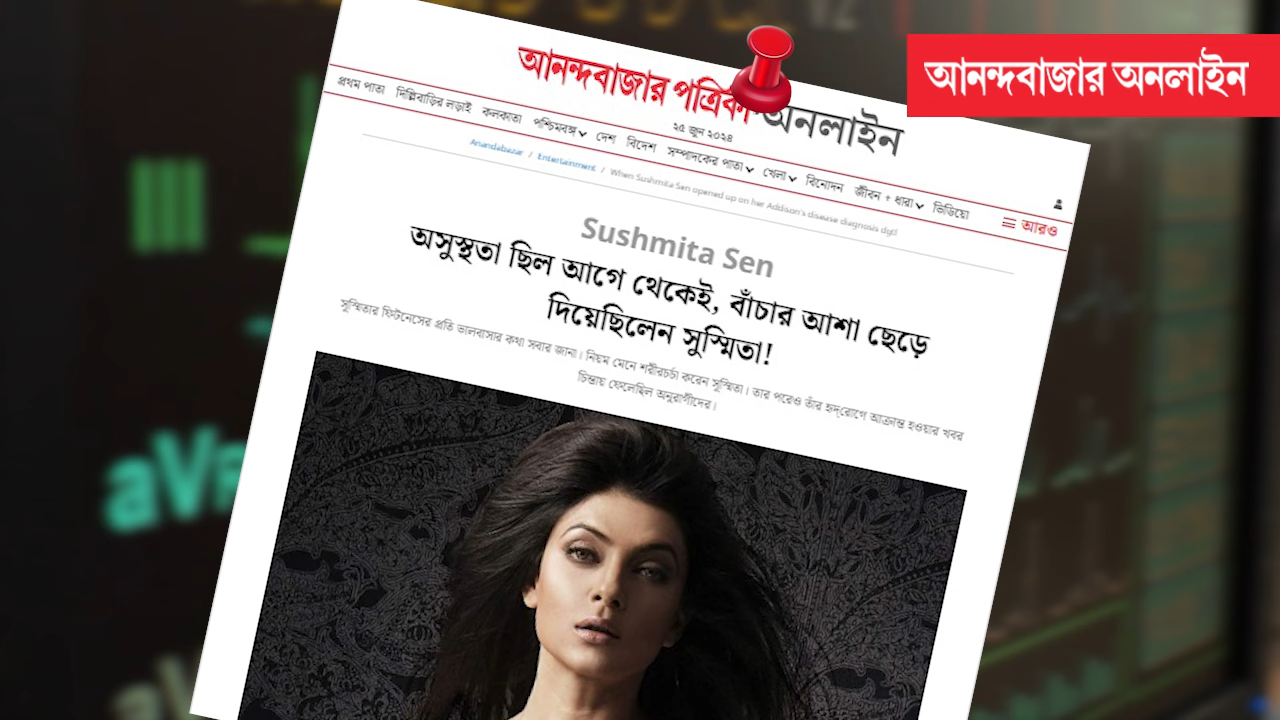 আনন্দবাজার অনলাইন
আনন্দবাজার পত্রিকা অনলাইন
২৫ জুন ২০২৪
প্রথম পাতা দিল্লিবাড়ির লড়াই কলকাতা পশ্চিমবঙ্গ দেশ বিদেশ সম্পাদকের পাতা খেলা বিনোদন জীবন + ধারা ভিডিয়ো
আরও
Anandabazar / Entertainment / When Sushmita Sen opened up on her Addison's disease diagnosis dgtl
Sushmita Sen
অসুস্থতা ছিল আগে থেকেই, বাঁচার আশা ছেড়ে
দিয়েছিলেন সুস্মিতা!
সুস্মিতার ফিটনেসের প্রতি ভালবাসার কথা সবার জানা। নিয়ম মেনে শরীরচর্চা করেন সুস্মিতা। তার পরেও তাঁর হৃদ্‌রোগে আক্রান্ত হওয়ার খবর
চিন্তায় ফেলেছিল অনুরাগীদের।